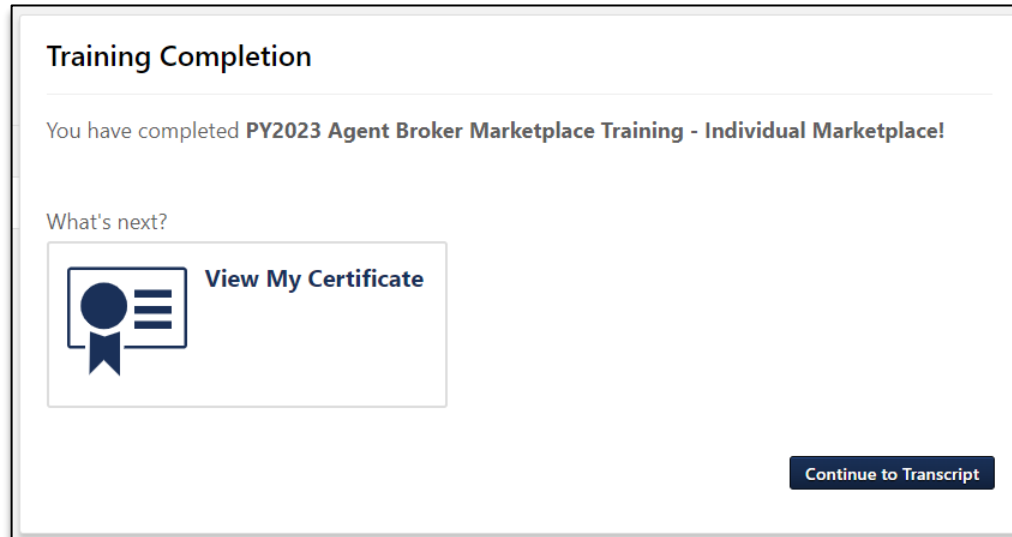 Training Completion
You have completed PY2023 Agent Broker Marketplace Training - Individual Marketplace!
What's next?
View My Certificate
Continue to Transcript